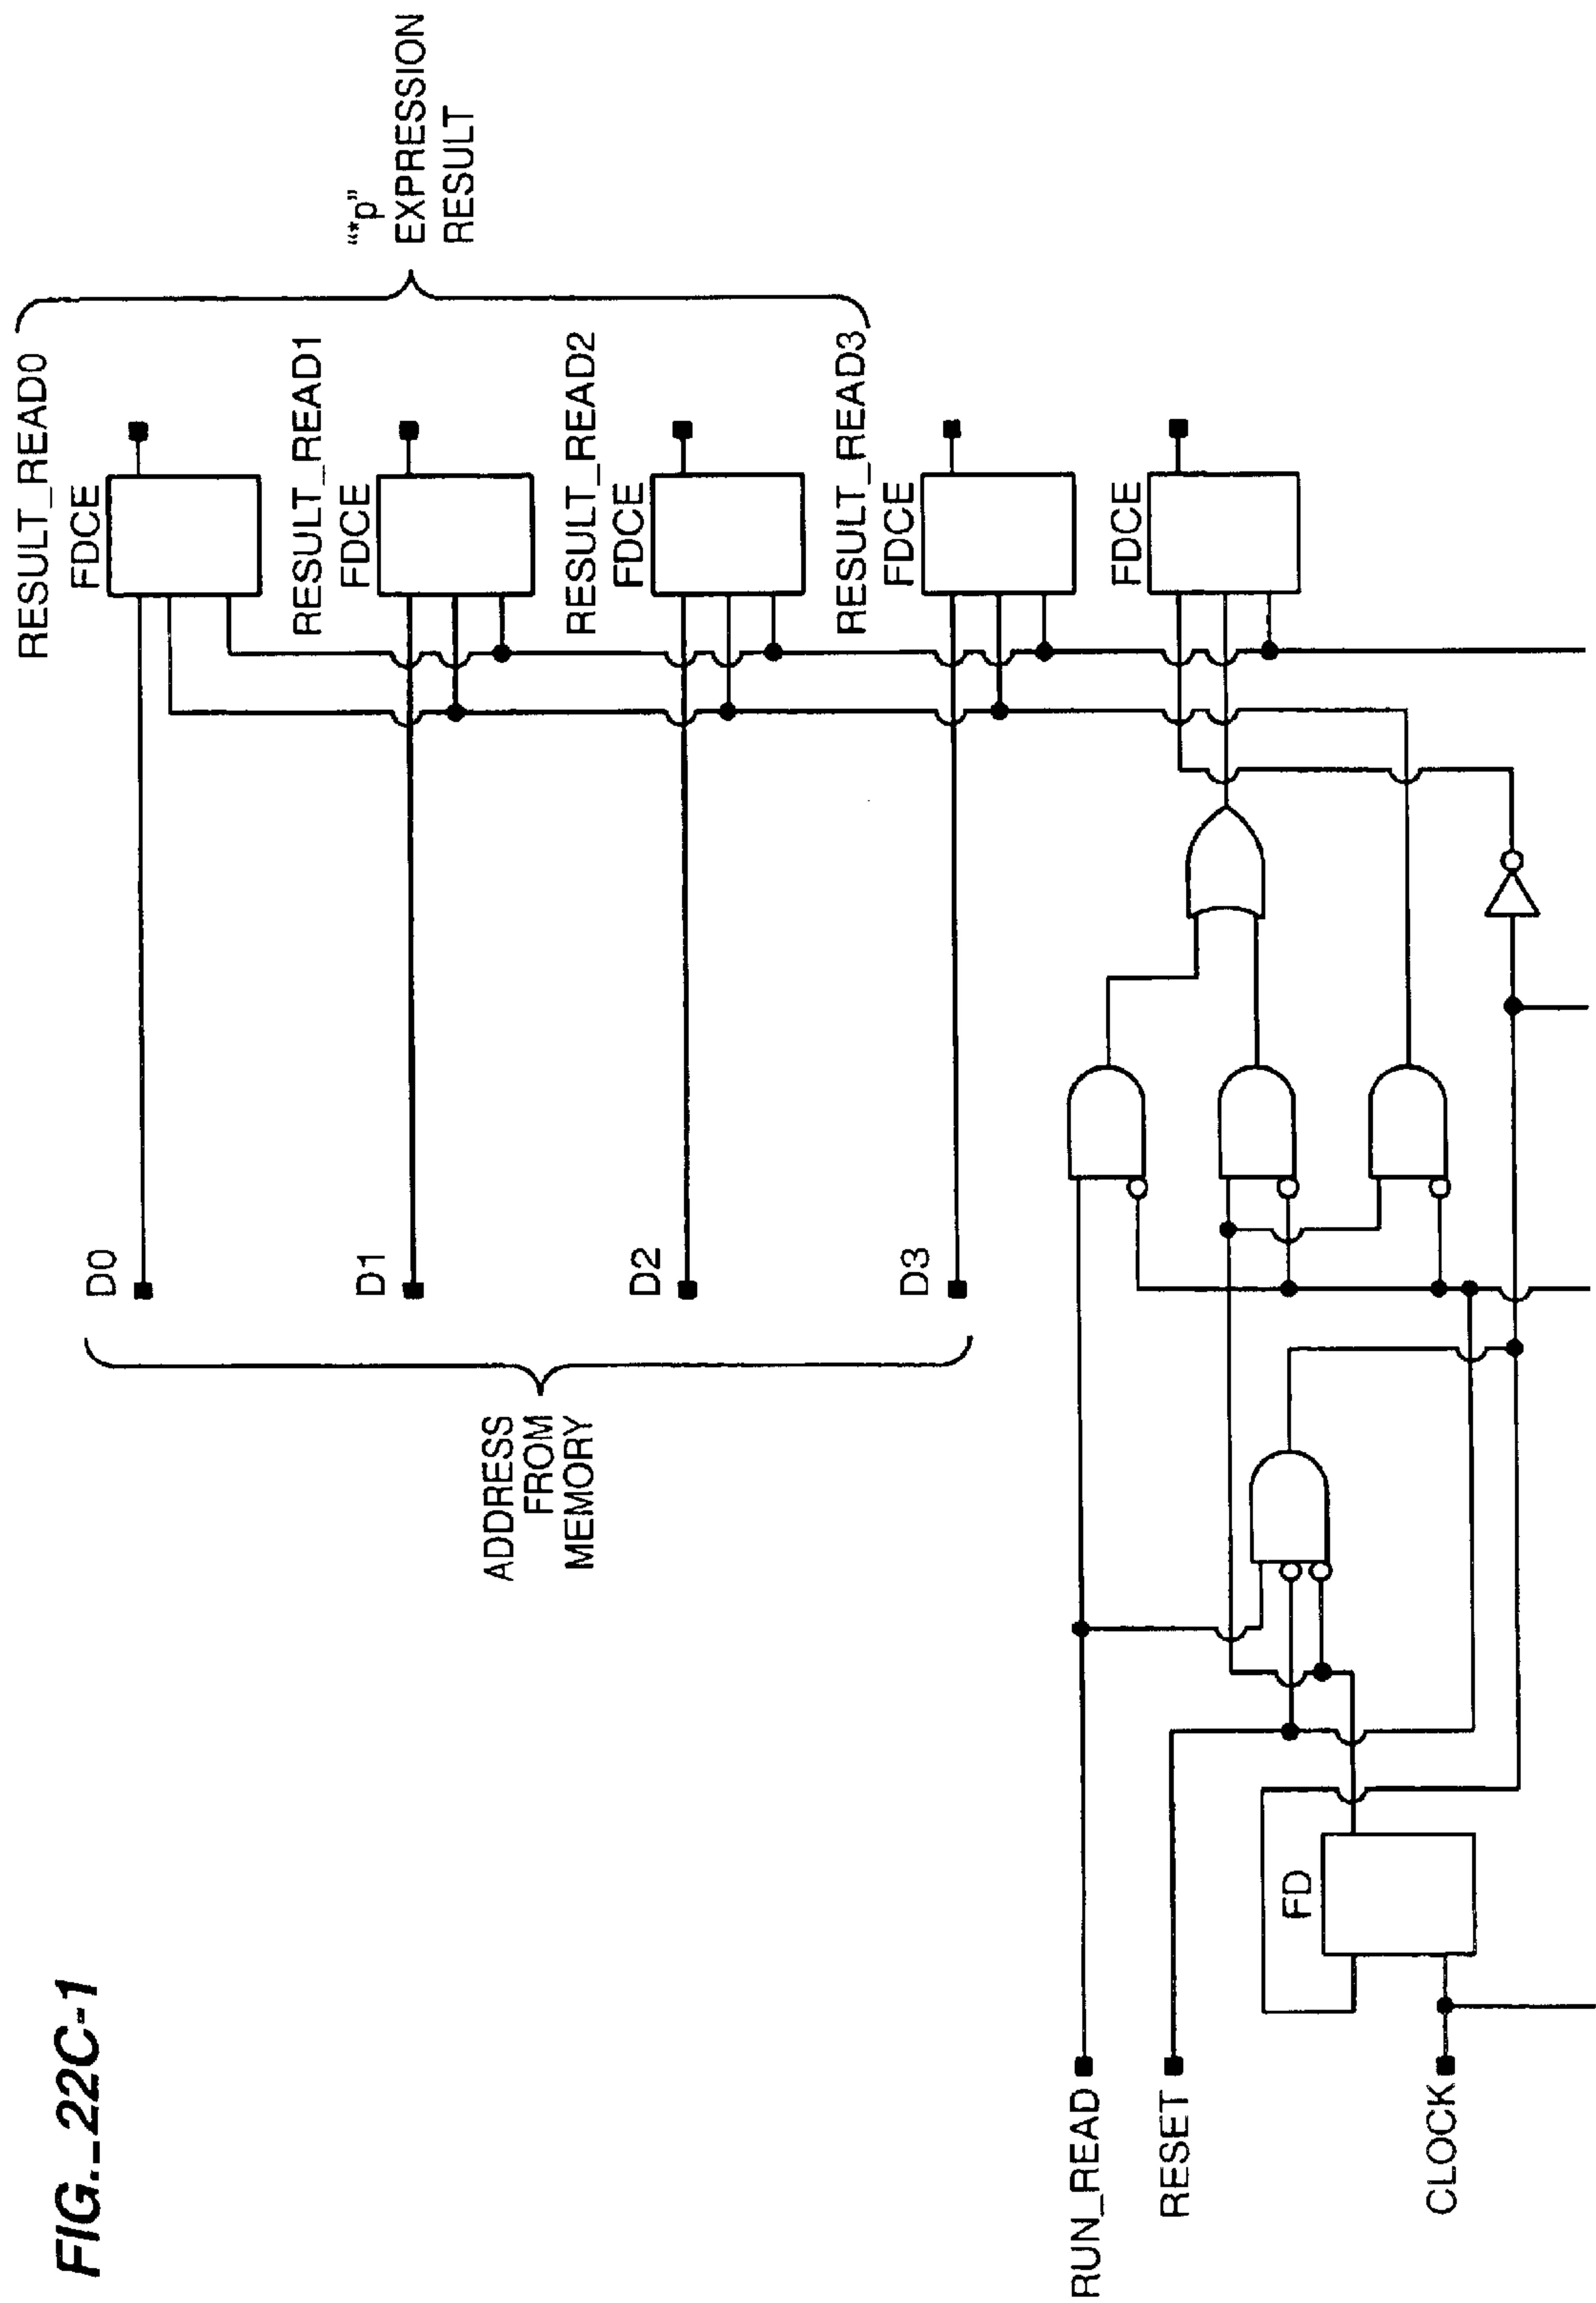 FIG._22C-1
ADDRESS
FROM
MEMORY
D0
D1
D2
D3
RUN_READ
RESET
CLOCK
FD
RESULT_READ0
FDCE
RESULT_READ1
FDCE
RESULT_READ2
FDCE
RESULT_READ3
FDCE
FDCE
“*p”
EXPRESSION
RESULT